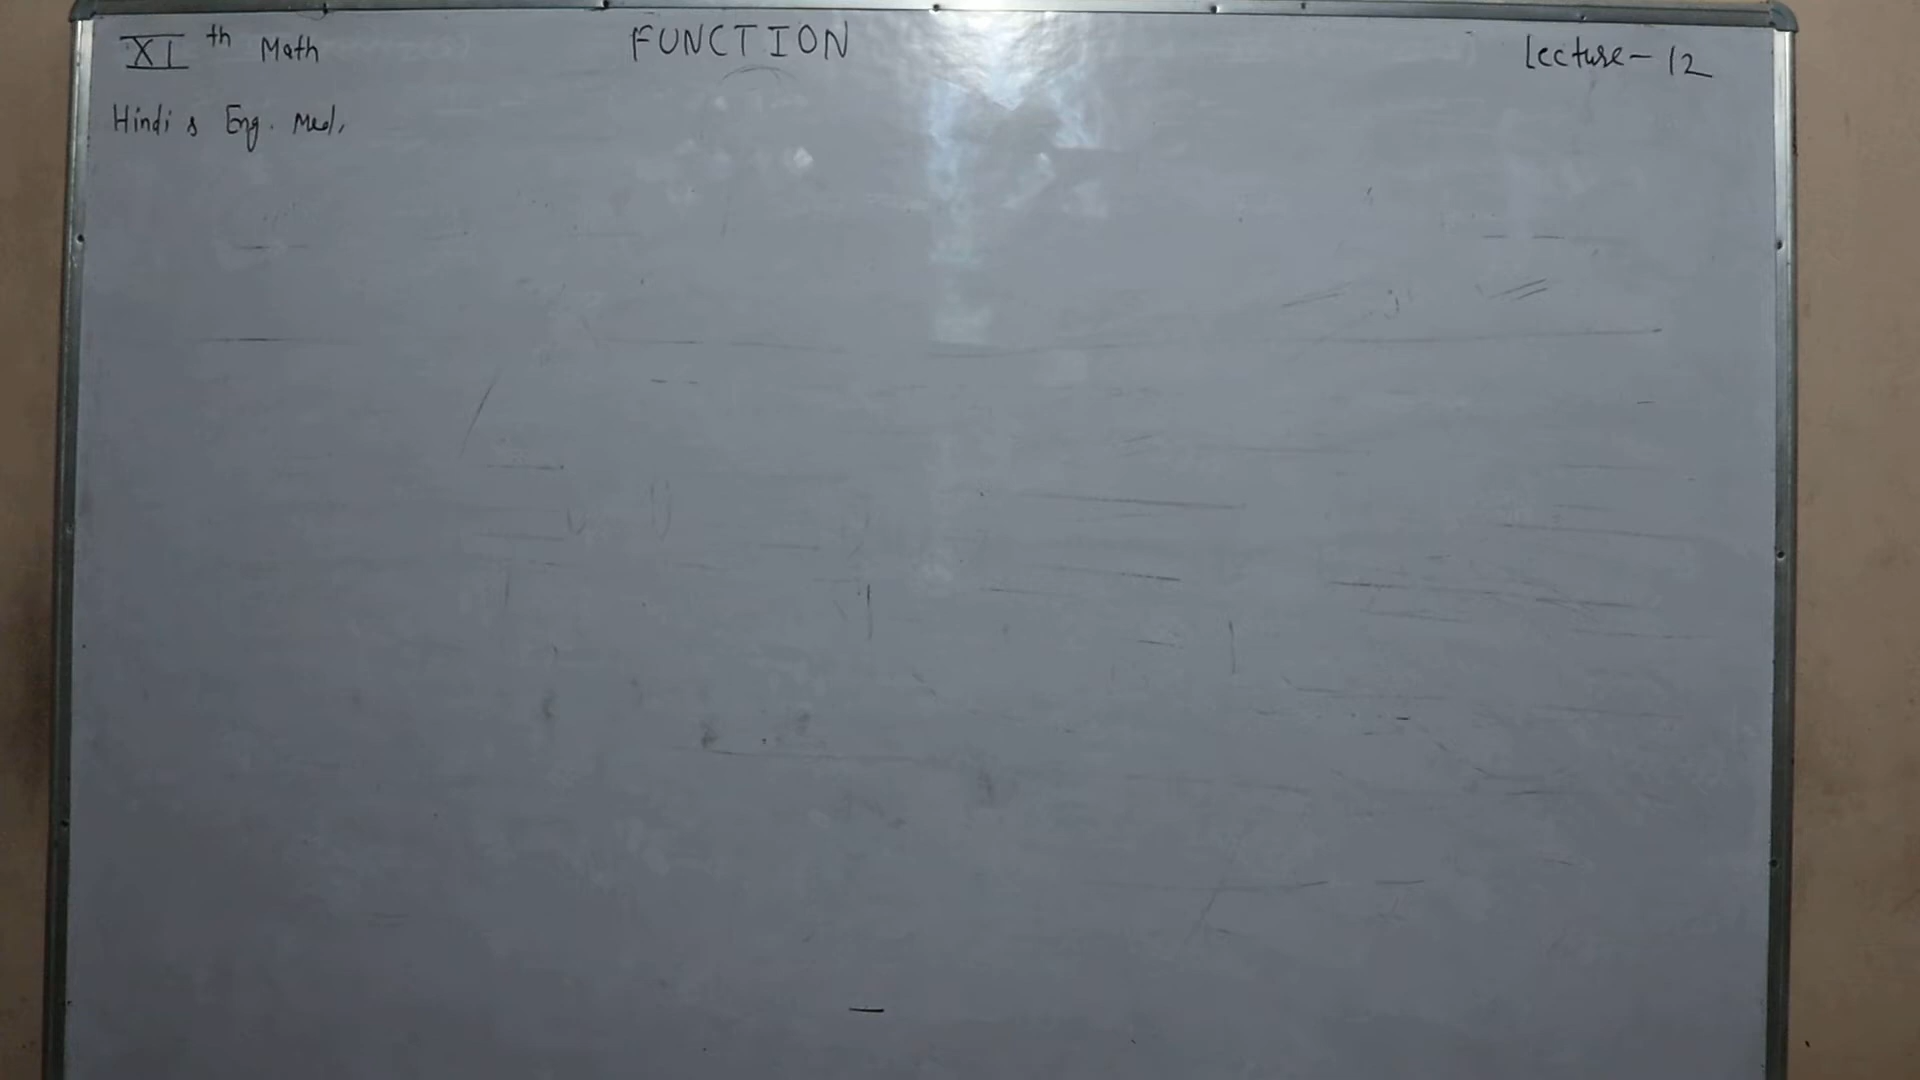 XI th Math FUNCTION Lecture - 12
Hindi & Eng. Med.